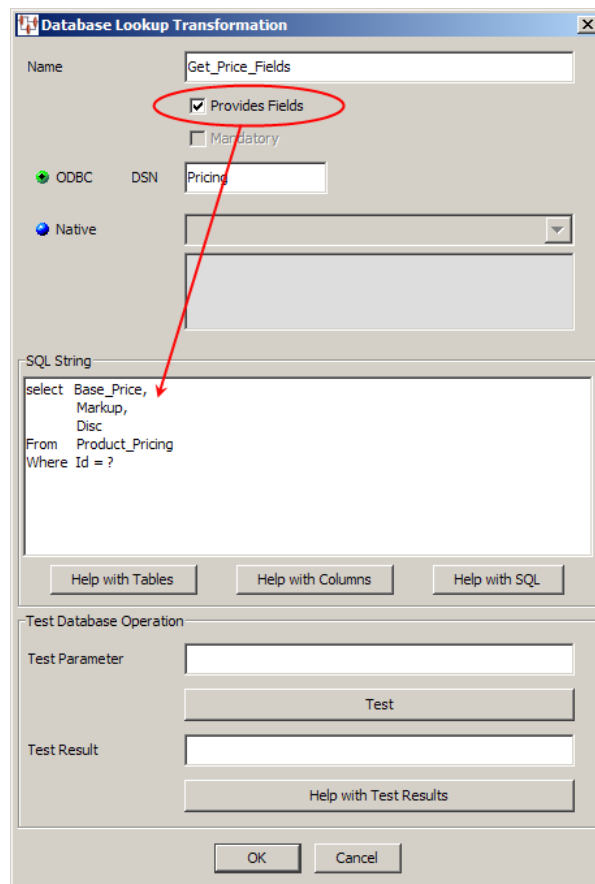 Database Lookup Transformation
Name Get_Price_Fields
Provides Fields
Mandatory
ODBC DSN Pricing
Native
SQL String
select Base_Price,
Markup,
Disc
From Product_Pricing
Where Id = ?
Help with Tables Help with Columns Help with SQL
Test Database Operation
Test Parameter
Test
Test Result
Help with Test Results
OK Cancel